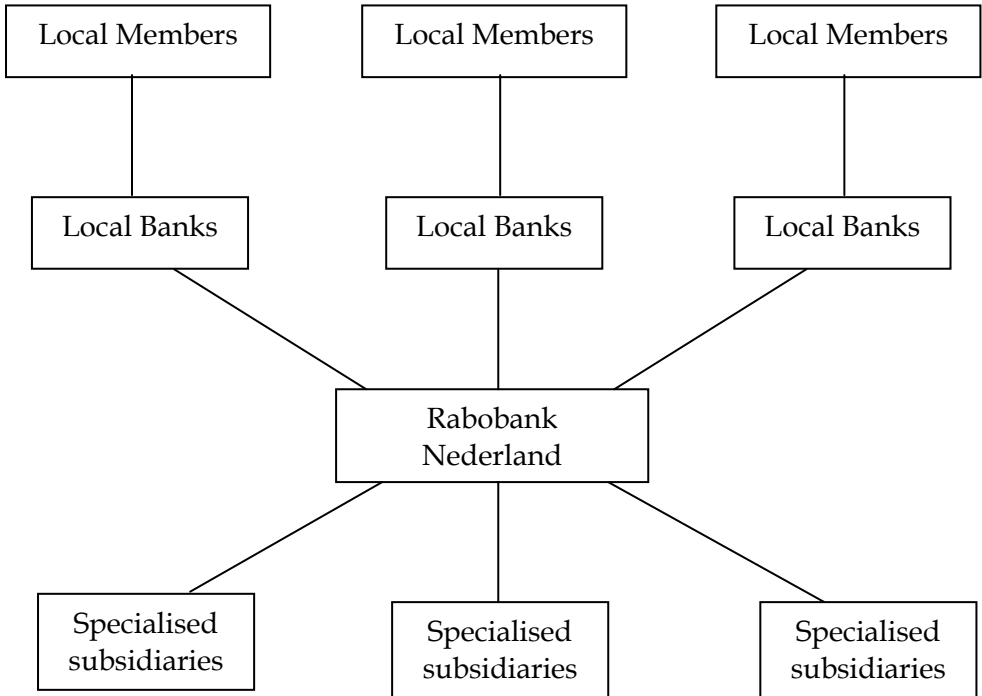 Local Members
Local Members
Local Members
Local Banks
Local Banks
Local Banks
Rabobank
Nederland
Specialised
subsidiaries
Specialised
subsidiaries
Specialised
subsidiaries